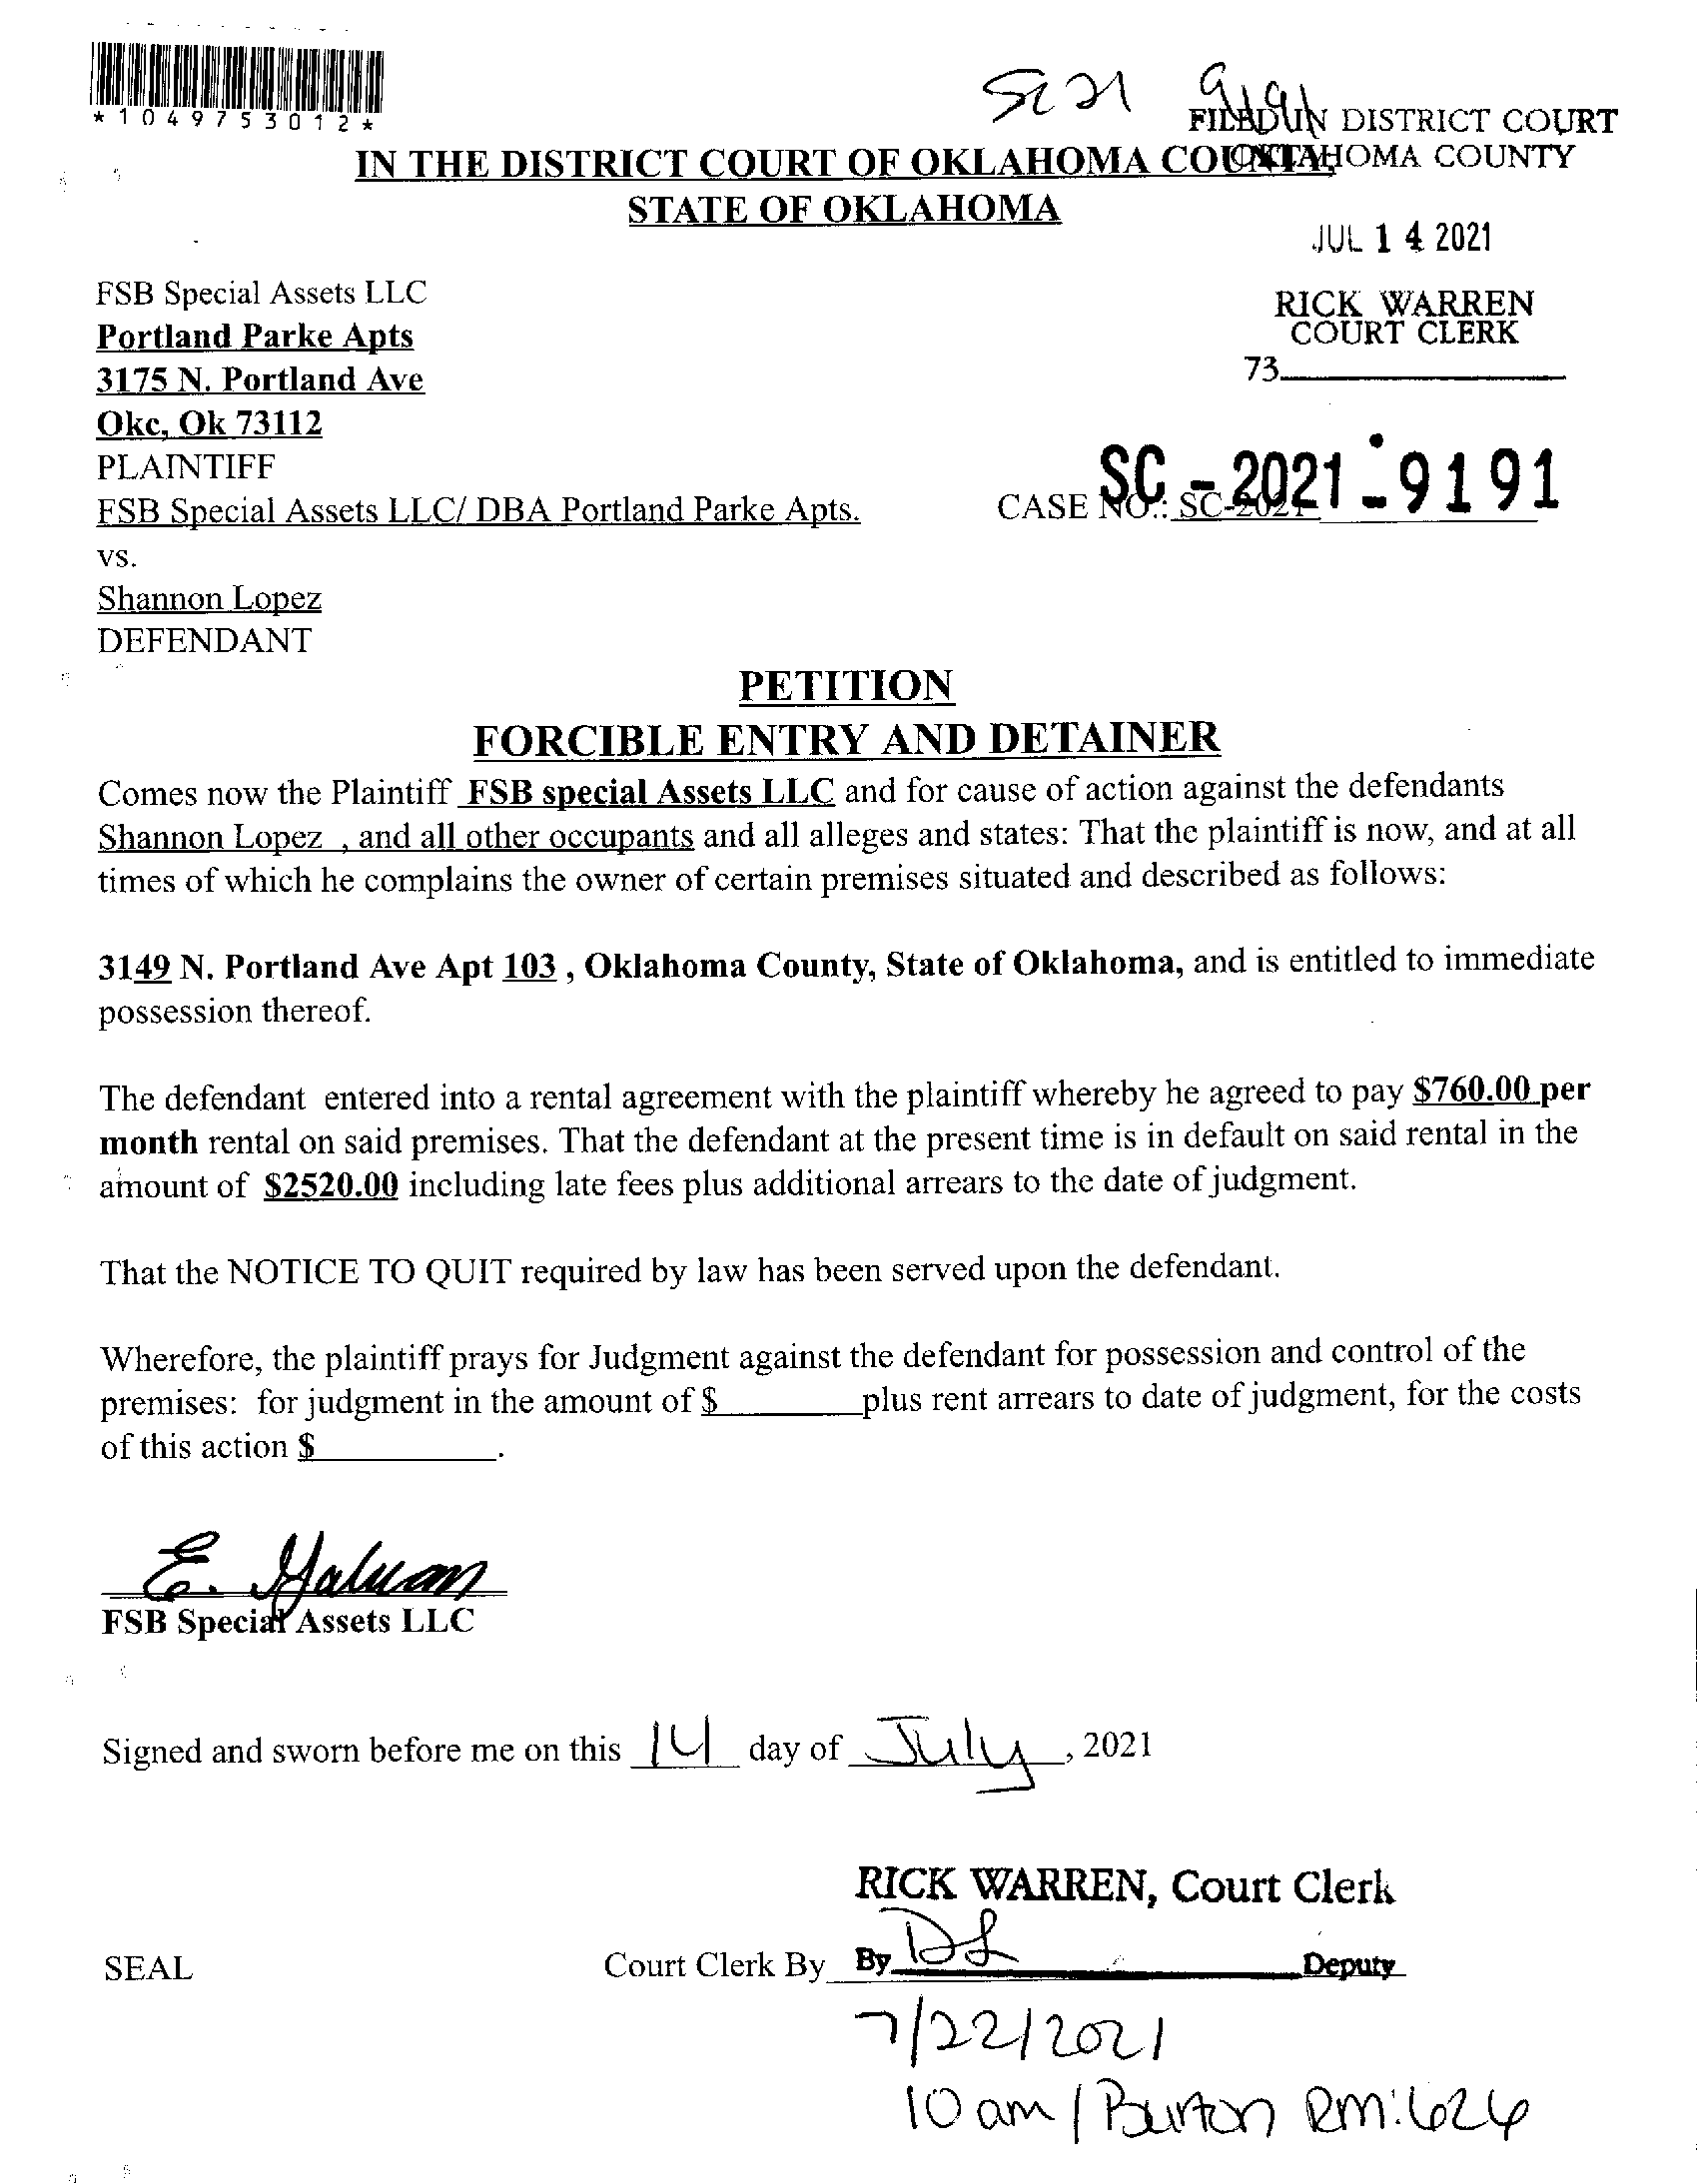 *1049753012*
SC 21 9191
FILED IN DISTRICT COURT
OKLAHOMA COUNTY
IN THE DISTRICT COURT OF OKLAHOMA COUNTY,
STATE OF OKLAHOMA
JUL 14 2021
FSB Special Assets LLC
RICK WARREN
Portland Parke Apts
COURT CLERK
3175 N. Portland Ave
73
Okc, Ok 73112
PLAINTIFF
SC - 2021 - 9191
FSB Special Assets LLC/ DBA Portland Parke Apts.
CASE NO.: SC-2021-
vs.
Shannon Lopez
DEFENDANT
PETITION
FORCIBLE ENTRY AND DETAINER
Comes now the Plaintiff FSB special Assets LLC and for cause of action against the defendants
Shannon Lopez , and all other occupants and all alleges and states: That the plaintiff is now, and at all
times of which he complains the owner of certain premises situated and described as follows:
3149 N. Portland Ave Apt 103 , Oklahoma County, State of Oklahoma, and is entitled to immediate
possession thereof.
The defendant entered into a rental agreement with the plaintiff whereby he agreed to pay $760.00 per
month rental on said premises. That the defendant at the present time is in default on said rental in the
amount of $2520.00 including late fees plus additional arrears to the date of judgment.
That the NOTICE TO QUIT required by law has been served upon the defendant.
Wherefore, the plaintiff prays for Judgment against the defendant for possession and control of the
premises: for judgment in the amount of $________plus rent arrears to date of judgment, for the costs
of this action $__________.
E.
FSB Special Assets LLC
Signed and sworn before me on this 14 day of July, 2021
RICK WARREN, Court Clerk
SEAL Court Clerk By By DL Deputy
7/22/2021
10 am / Burton RM:626